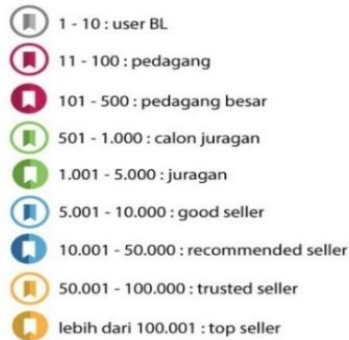 1 - 10 : user BL
11 - 100 : pedagang
101 - 500 : pedagang besar
501 - 1.000 : calon juragan
1.001 - 5.000 : juragan
5.001 - 10.000 : good seller
10.001 - 50.000 : recommended seller
50.001 - 100.000 : trusted seller
lebih dari 100.001 : top seller